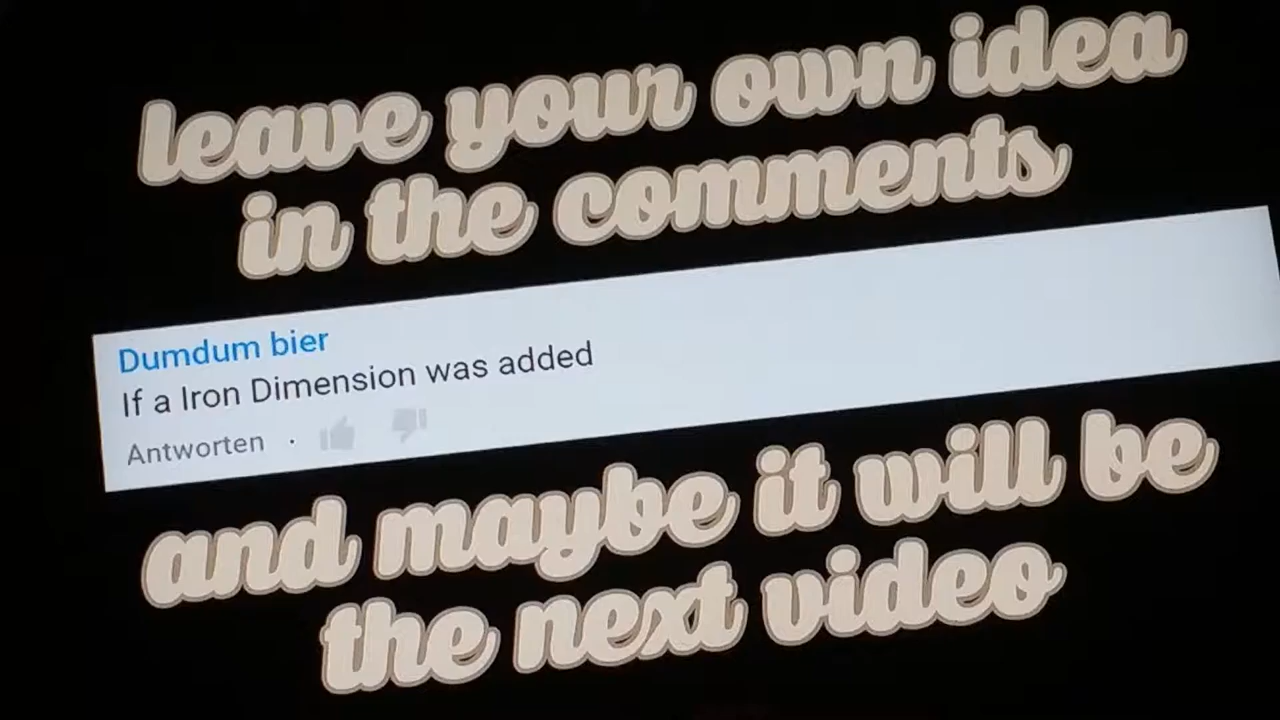 leave your own idea
in the comments
Dumdum bier
If a Iron Dimension was added
Antworten ·
and maybe it will be
the next video